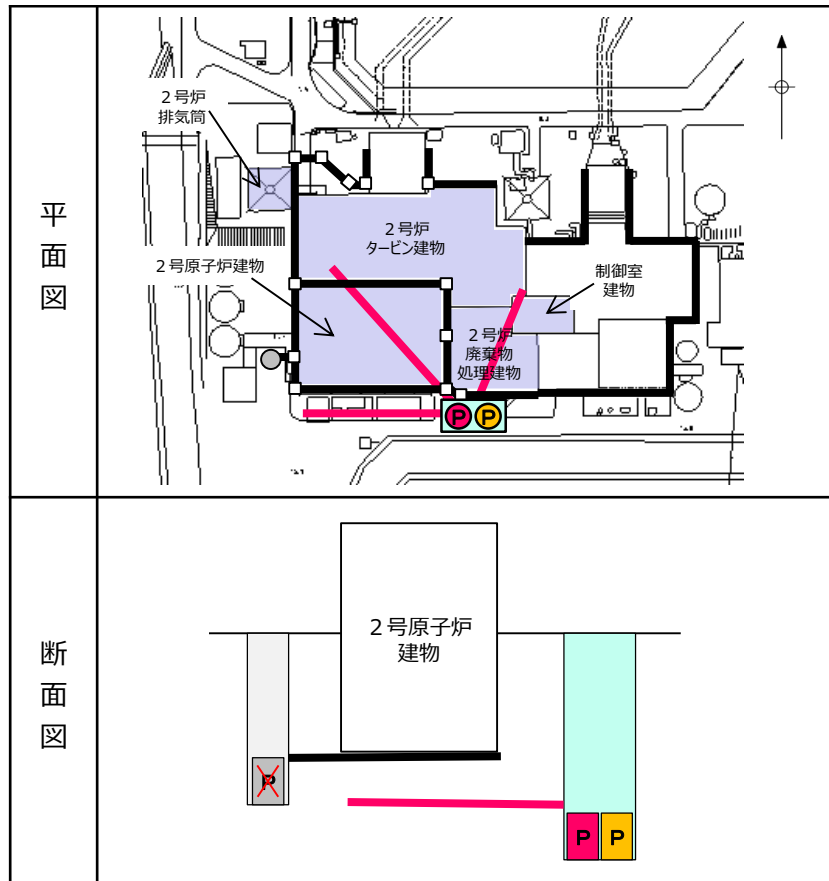 平面図
2号炉
排気筒
2号炉
タービン建物
2号原子炉建物
制御室
建物
2号炉
廃棄物
処理建物
P P
断面図
2号原子炉
建物
P
P P